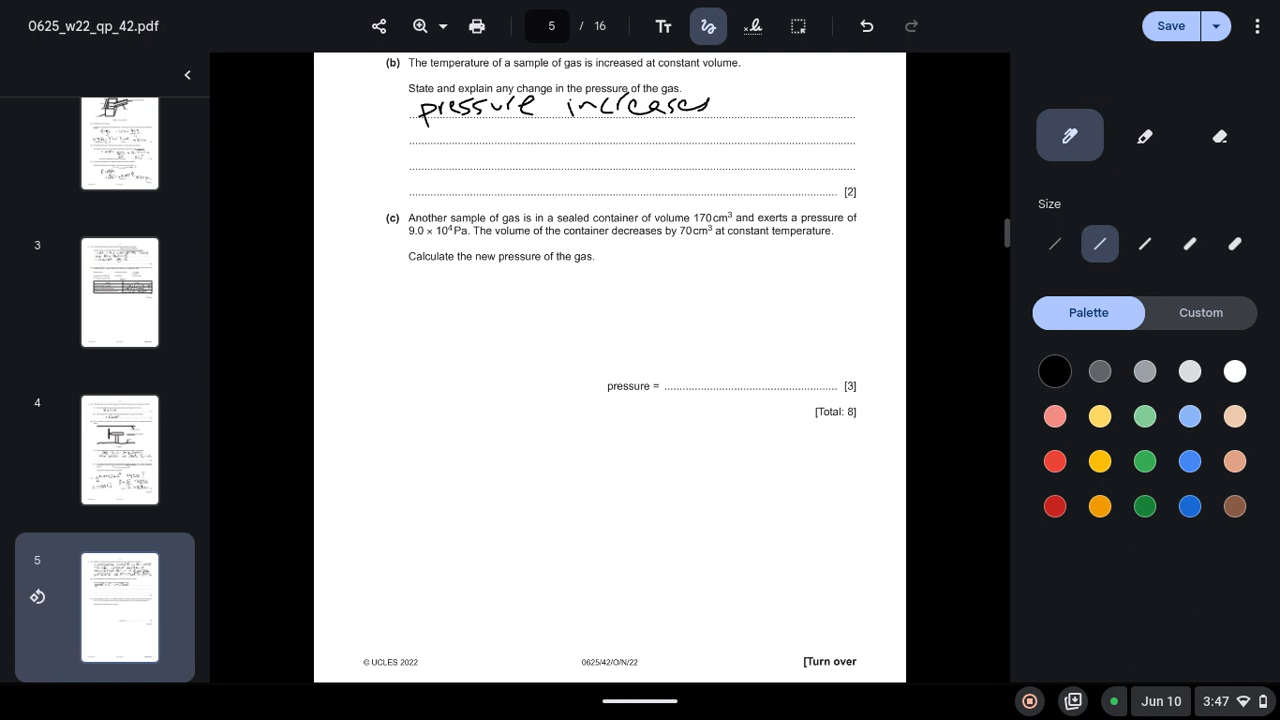 0625_w22_qp_42.pdf
5 / 16
Save
(b) The temperature of a sample of gas is increased at constant volume.
State and explain any change in the pressure of the gas.
pressure increases
[2]
(c) Another sample of gas is in a sealed container of volume 170 cm³ and exerts a pressure of
9.0 × 10⁴ Pa. The volume of the container decreases by 70 cm³ at constant temperature.
Calculate the new pressure of the gas.
pressure = ........................................................ [3]
[Total: 8]
© UCLES 2022
0625/42/O/N/22
[Turn over
3
4
5
Size
Palette
Custom
Jun 10
3:47